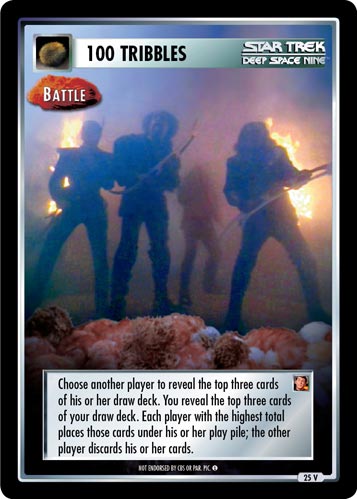 100 TRIBBLES
STAR TREK
DEEP SPACE NINE
BATTLE
Choose another player to reveal the top three cards
of his or her draw deck. You reveal the top three cards
of your draw deck. Each player with the highest total
places those cards under his or her play pile; the other
player discards his or her cards.
NOT ENDORSED BY CBS OR PAR. PIC.
25 V